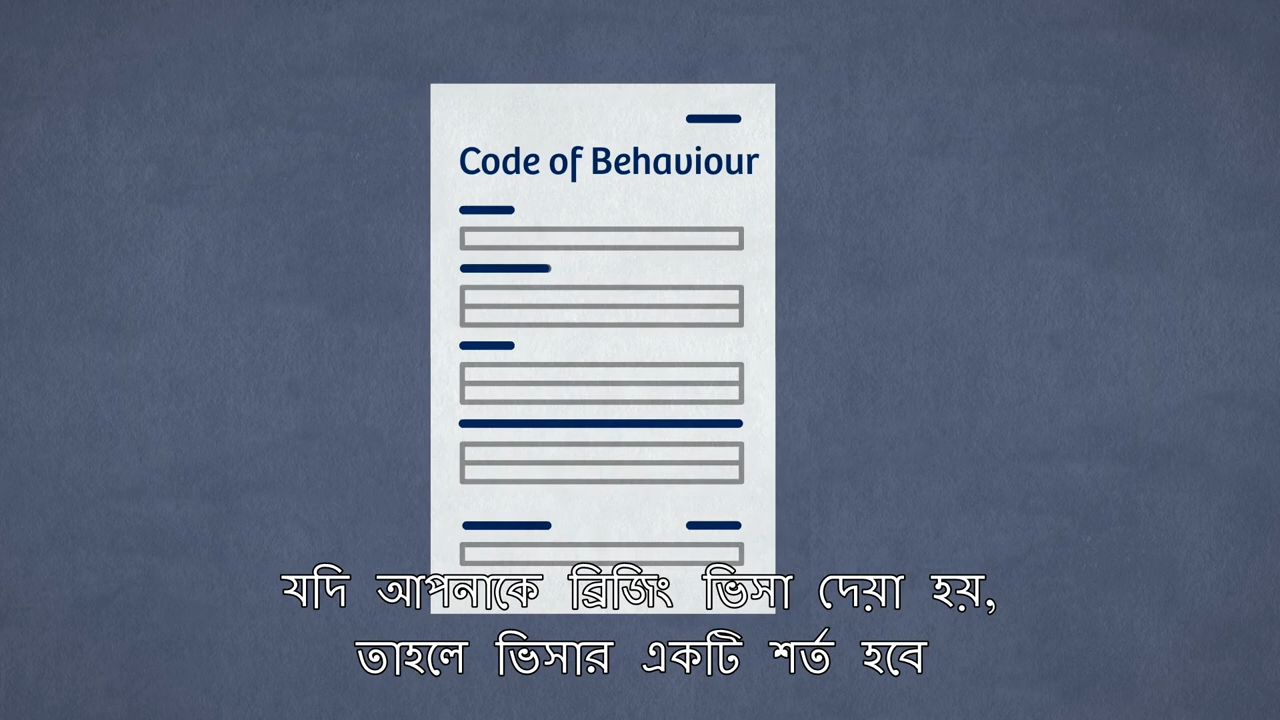 Code of Behaviour
যদি আপনাকে ব্রিজিং ভিসা দেয়া হয়,
তাহলে ভিসার একটি শর্ত হবে